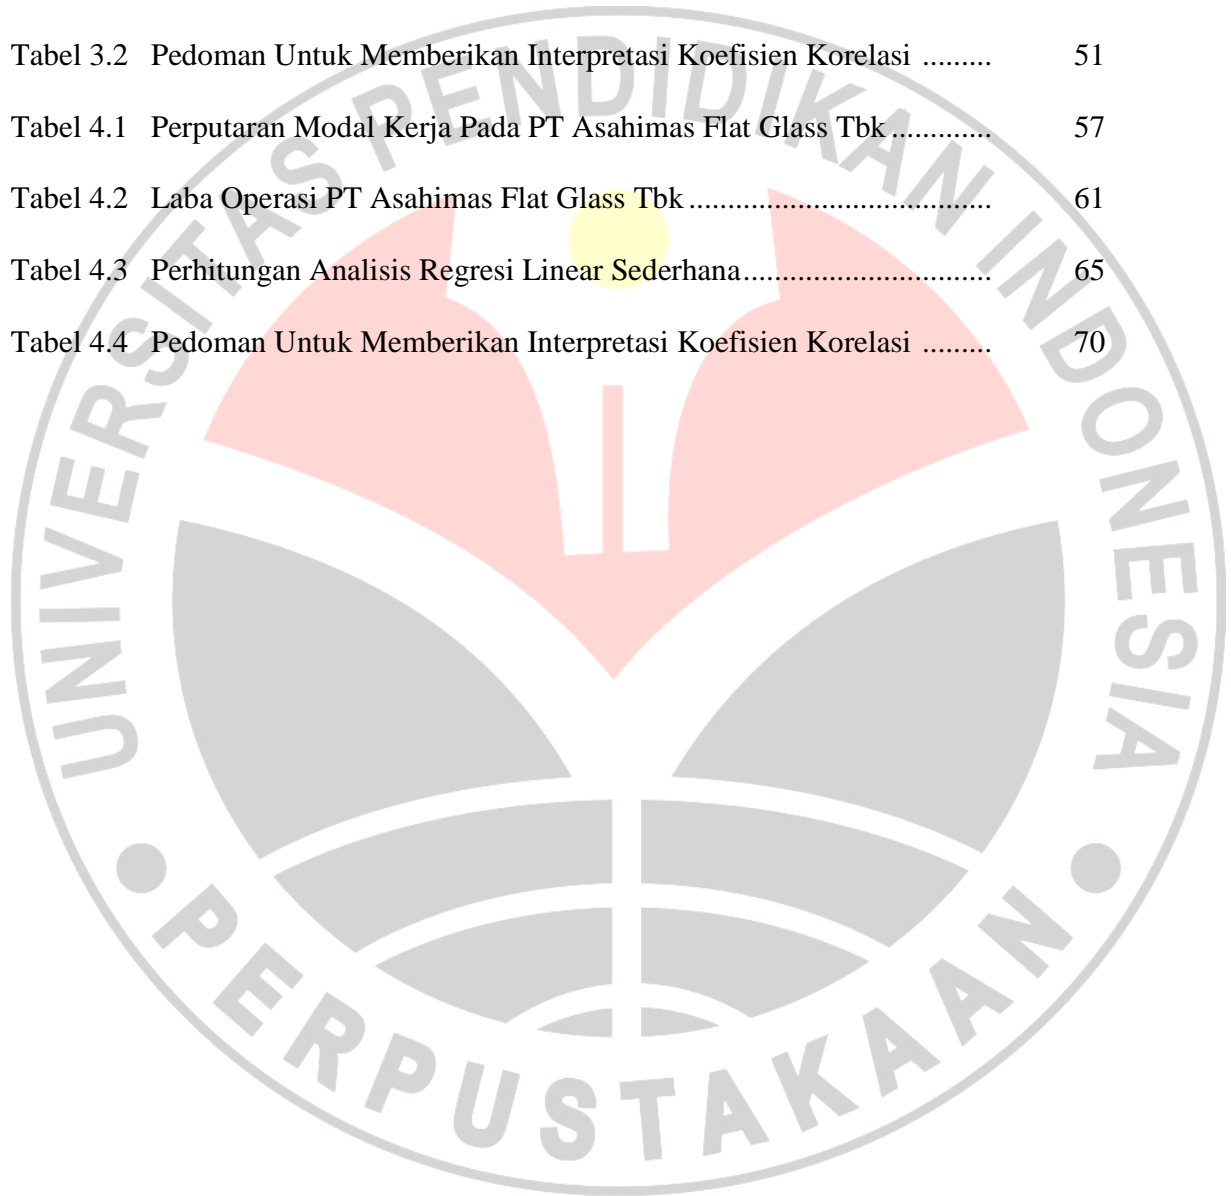 Tabel 3.2 Pedoman Untuk Memberikan Interpretasi Koefisien Korelasi ......... 51
Tabel 4.1 Perputaran Modal Kerja Pada PT Asahimas Flat Glass Tbk ............. 57
Tabel 4.2 Laba Operasi PT Asahimas Flat Glass Tbk ....................................... 61
Tabel 4.3 Perhitungan Analisis Regresi Linear Sederhana ................................ 65
Tabel 4.4 Pedoman Untuk Memberikan Interpretasi Koefisien Korelasi ......... 70
UNIVERSITAS PENDIDIKAN INDONESIA
PERPUSTAKAAN